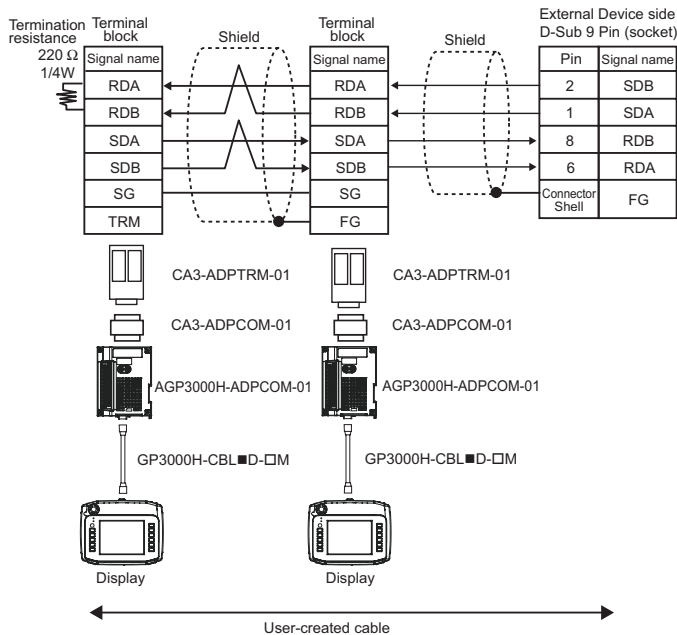 Termination resistance
220 Ω
1/4W
Terminal block
Signal name
RDA
RDB
SDA
SDB
SG
TRM
Shield
Terminal block
Signal name
RDA
RDB
SDA
SDB
SG
FG
Shield
External Device side
D-Sub 9 Pin (socket)
Pin Signal name
2 SDB
1 SDA
8 RDB
6 RDA
Connector Shell FG
CA3-ADPTRM-01
CA3-ADPTRM-01
CA3-ADPCOM-01
CA3-ADPCOM-01
AGP3000H-ADPCOM-01
AGP3000H-ADPCOM-01
GP3000H-CBL■D-□M
GP3000H-CBL■D-□M
Display
Display
User-created cable